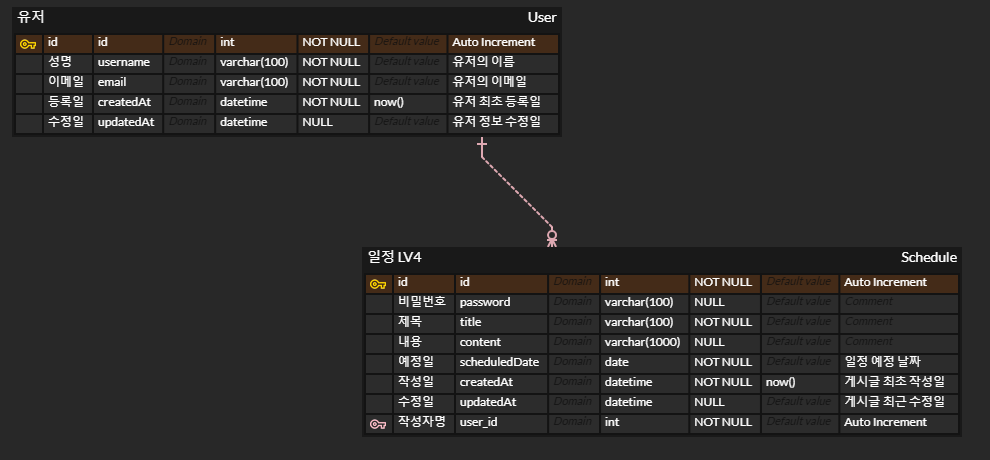 유저 User
id id Domain int NOT NULL Default value Auto Increment
성명 username Domain varchar(100) NOT NULL Default value 유저의 이름
이메일 email Domain varchar(100) NOT NULL Default value 유저의 이메일
등록일 createdAt Domain datetime NOT NULL now() 유저 최초 등록일
수정일 updatedAt Domain datetime NULL Default value 유저 정보 수정일
일정 LV4 Schedule
id id Domain int NOT NULL Default value Auto Increment
비밀번호 password Domain varchar(100) NULL Default value Comment
제목 title Domain varchar(100) NOT NULL Default value Comment
내용 content Domain varchar(1000) NULL Default value Comment
예정일 scheduledDate Domain date NOT NULL Default value 일정 예정 날짜
작성일 createdAt Domain datetime NOT NULL now() 게시글 최초 작성일
수정일 updatedAt Domain datetime NULL Default value 게시글 최근 수정일
작성자명 user_id Domain int NOT NULL Default value Auto Increment